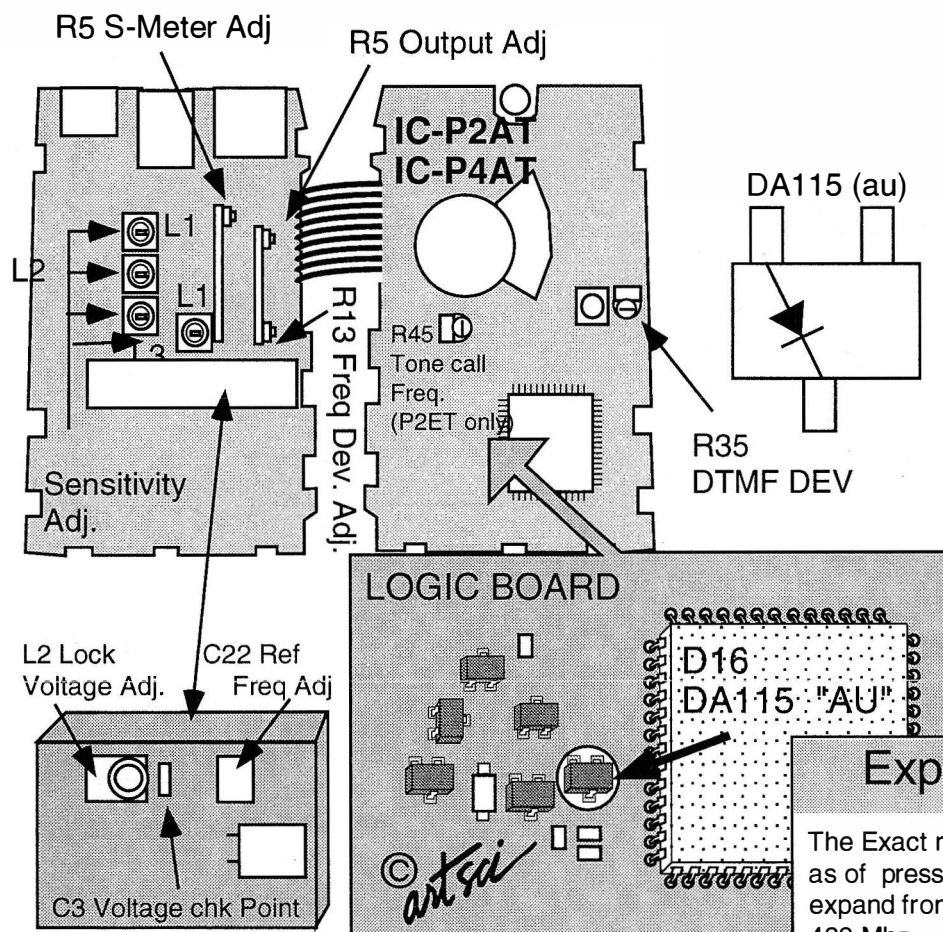 R5 S-Meter Adj
R5 Output Adj
IC-P2AT
IC-P4AT
DA115 (au)
L1
L2
L1
3
R13 Freq Dev. Adj.
R45
Tone call
Freq.
(P2ET only)
R35
DTMF DEV
Sensitivity
Adj.
LOGIC BOARD
L2 Lock
Voltage Adj.
C22 Ref
Freq Adj
D16
DA115 "AU"
C3 Voltage chk Point
© artsci
Exp
The Exact
as of press
expand from